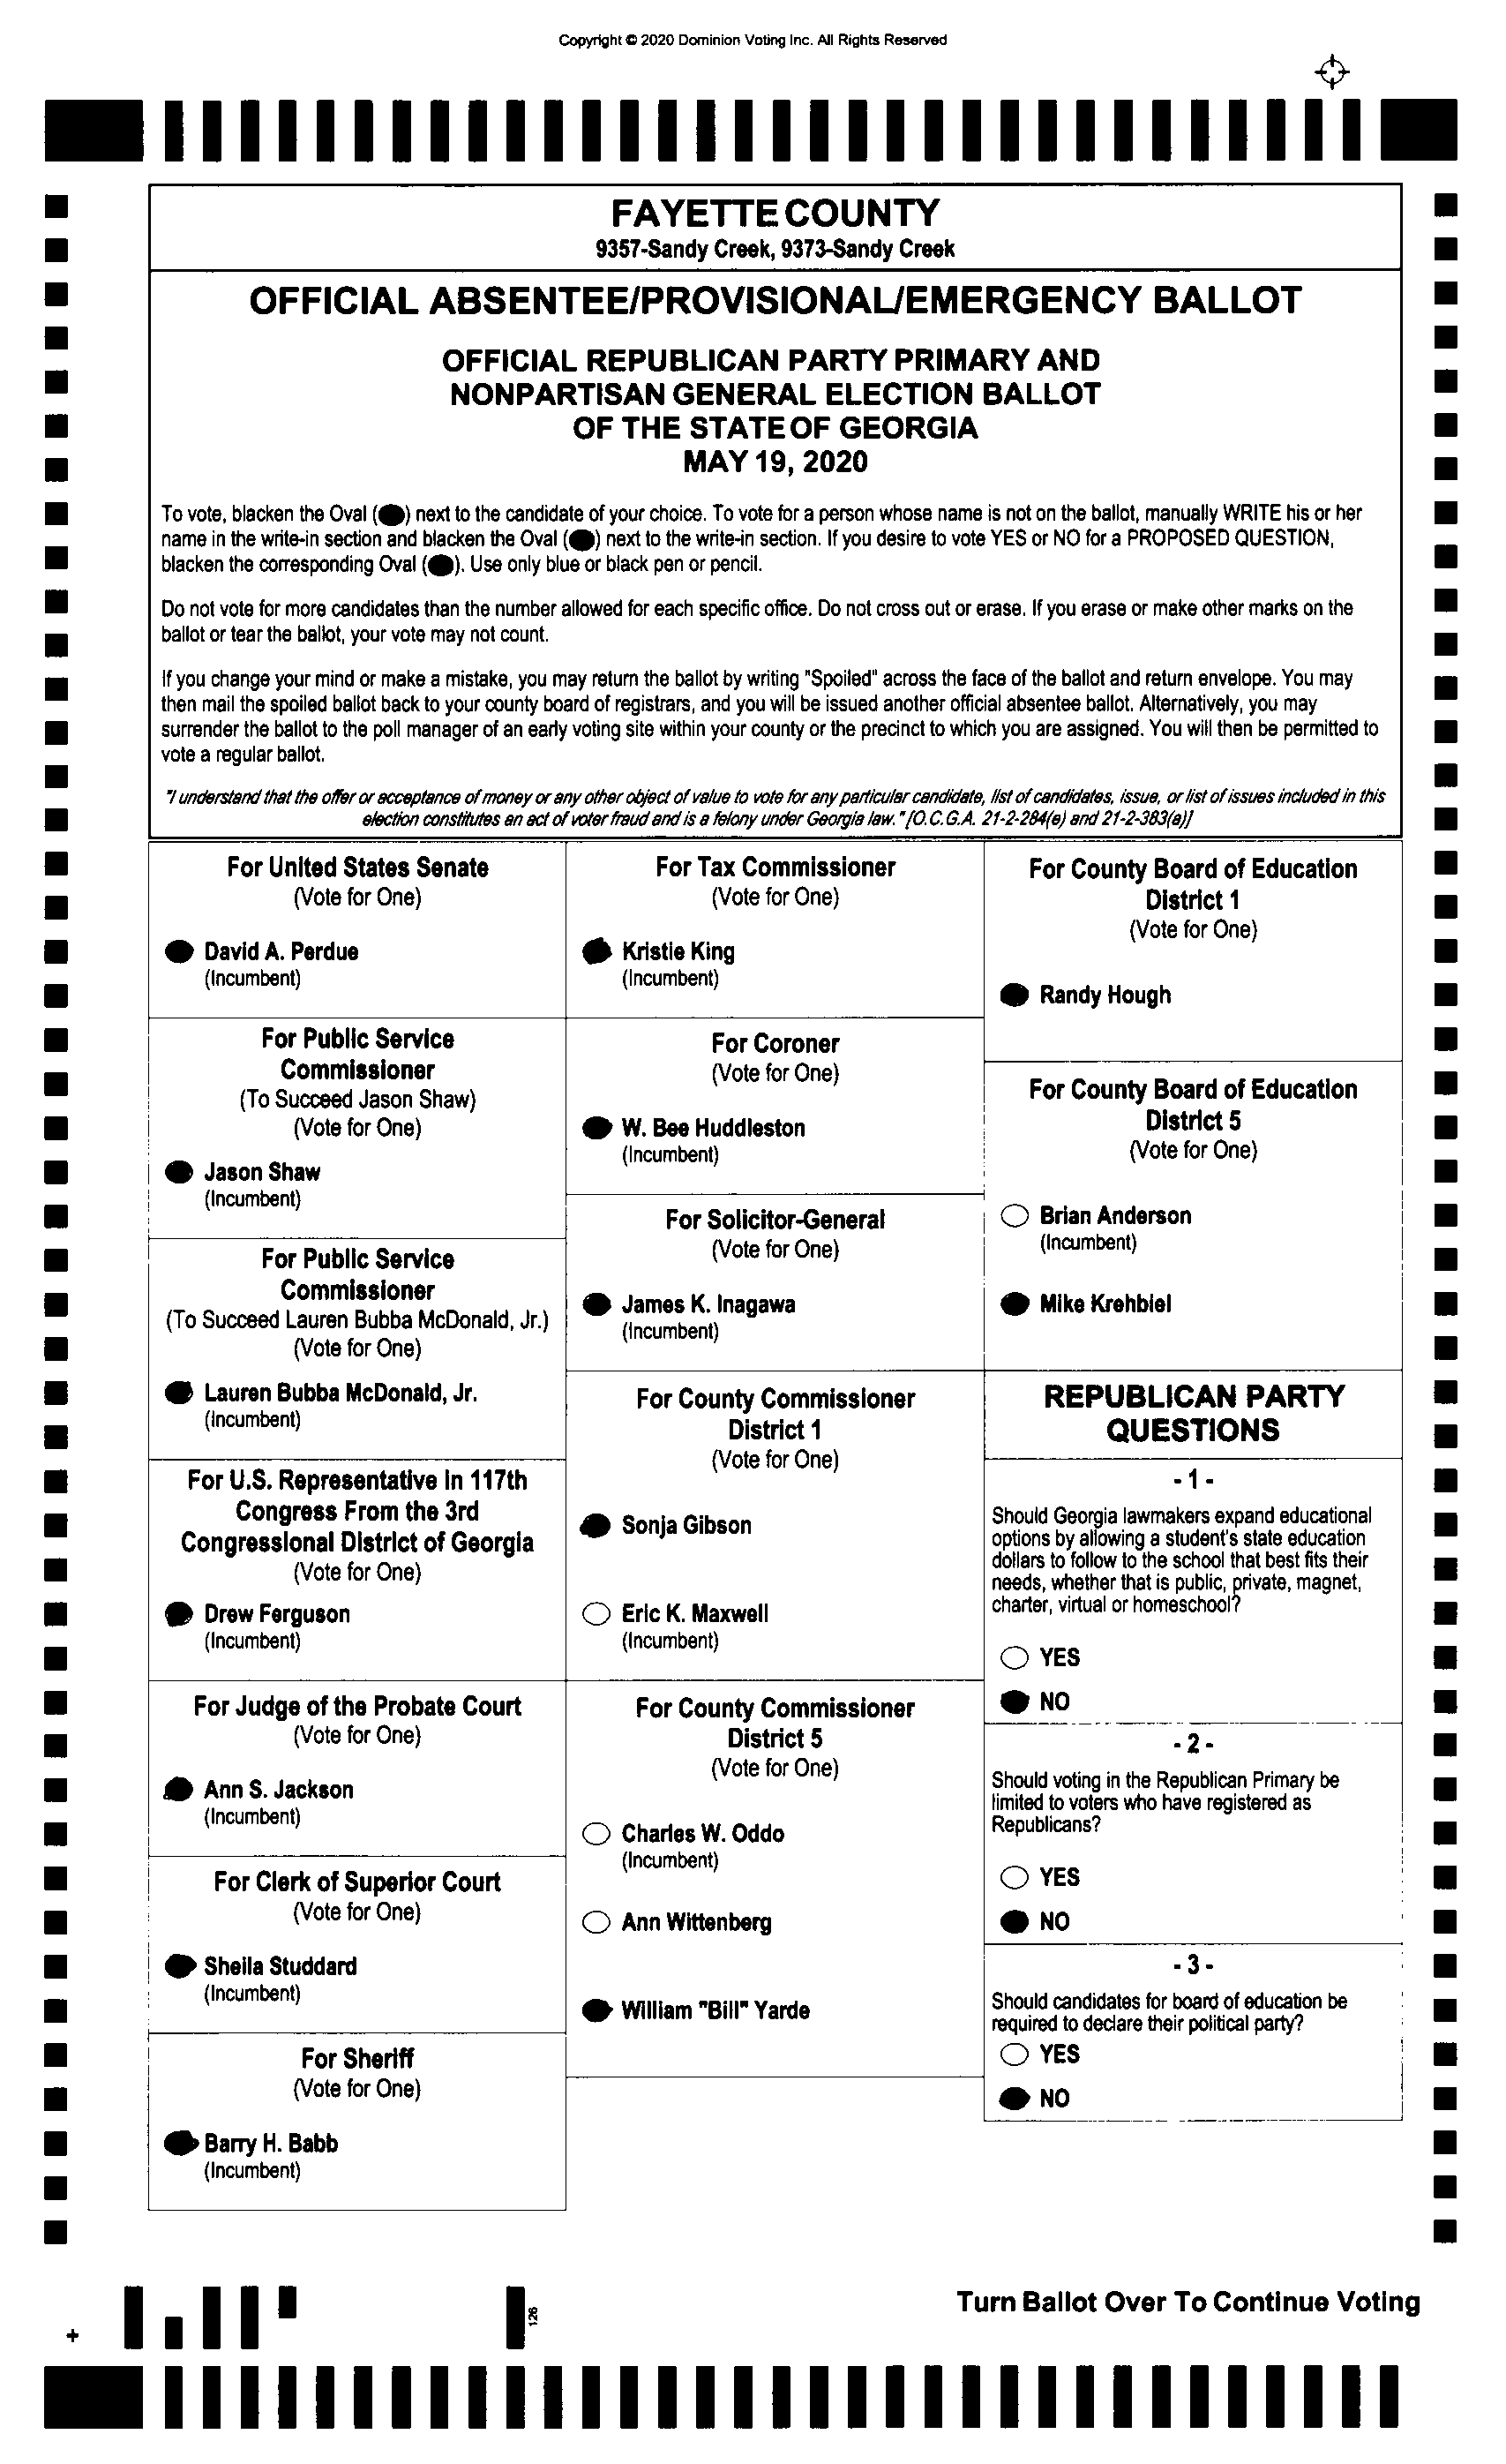 Copyright © 2020 Dominion Voting Inc. All Rights Reserved
FAYETTE COUNTY
9357-Sandy Creek, 9373-Sandy Creek
OFFICIAL ABSENTEE/PROVISIONAL/EMERGENCY BALLOT
OFFICIAL REPUBLICAN PARTY PRIMARY AND
NONPARTISAN GENERAL ELECTION BALLOT
OF THE STATE OF GEORGIA
MAY 19, 2020
To vote, blacken the Oval (●) next to the candidate of your choice. To vote for a person whose name is not on the ballot, manually WRITE his or her
name in the write-in section and blacken the Oval (●) next to the write-in section. If you desire to vote YES or NO for a PROPOSED QUESTION,
blacken the corresponding Oval (●). Use only blue or black pen or pencil.
Do not vote for more candidates than the number allowed for each specific office. Do not cross out or erase. If you erase or make other marks on the
ballot or tear the ballot, your vote may not count.
If you change your mind or make a mistake, you may return the ballot by writing "Spoiled" across the face of the ballot and return envelope. You may
then mail the spoiled ballot back to your county board of registrars, and you will be issued another official absentee ballot. Alternatively, you may
surrender the ballot to the poll manager of an early voting site within your county or the precinct to which you are assigned. You will then be permitted to
vote a regular ballot.
"I understand that the offer or acceptance of money or any other object of value to vote for any particular candidate, list of candidates, issue, or list of issues included in this
election constitutes an act of voter fraud and is a felony under Georgia law." [O.C.G.A. 21-2-284(e) and 21-2-383(a)]
For United States Senate
(Vote for One)
David A. Perdue
(Incumbent)
For Public Service
Commissioner
(To Succeed Jason Shaw)
(Vote for One)
Jason Shaw
(Incumbent)
For Public Service
Commissioner
(To Succeed Lauren Bubba McDonald, Jr.)
(Vote for One)
Lauren Bubba McDonald, Jr.
(Incumbent)
For U.S. Representative in 117th
Congress From the 3rd
Congressional District of Georgia
(Vote for One)
Drew Ferguson
(Incumbent)
For Judge of the Probate Court
(Vote for One)
Ann S. Jackson
(Incumbent)
For Clerk of Superior Court
(Vote for One)
Sheila Studdard
(Incumbent)
For Sheriff
(Vote for One)
Barry H. Babb
(Incumbent)
For Tax Commissioner
(Vote for One)
Kristie King
(Incumbent)
For Coroner
(Vote for One)
W. Bee Huddleston
(Incumbent)
For Solicitor-General
(Vote for One)
James K. Inagawa
(Incumbent)
For County Commissioner
District 1
(Vote for One)
Sonja Gibson
Eric K. Maxwell
(Incumbent)
For County Commissioner
District 5
(Vote for One)
Charles W. Oddo
(Incumbent)
Ann Wittenberg
William "Bill" Yarde
For County Board of Education
District 1
(Vote for One)
Randy Hough
For County Board of Education
District 5
(Vote for One)
Brian Anderson
(Incumbent)
Mike Krehbiel
REPUBLICAN PARTY
QUESTIONS
- 1 -
Should Georgia lawmakers expand educational
options by allowing a student's state education
dollars to follow to the school that best fits their
needs, whether that is public, private, magnet,
charter, virtual or homeschool?
YES
NO
- 2 -
Should voting in the Republican Primary be
limited to voters who have registered as
Republicans?
YES
NO
- 3 -
Should candidates for board of education be
required to declare their political party?
YES
NO
126
Turn Ballot Over To Continue Voting